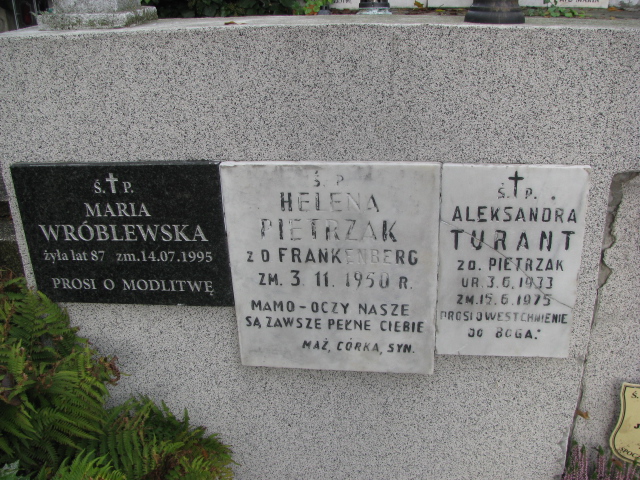 Ś.†P.
MARIA
WRÓBLEWSKA
żyła lat 87 zm.14.07.1995
PROSI O MODLITWĘ
Ś. P.
HELENA
PIETRZAK
Z D FRANKENBERG
ZM. 3. 11. 1950 R.
MAMO-OCZY NASZE
SĄ ZAWSZE PEŁNE CIEBIE
MĄŻ, CÓRKA, SYN.
Ś.†P.
ALEKSANDRA
TURANT
ZD. PIETRZAK
UR. 3.6.1933
ZM. 15.6.1975
PROSI O WESTCHNIENIE
DO BOGA.